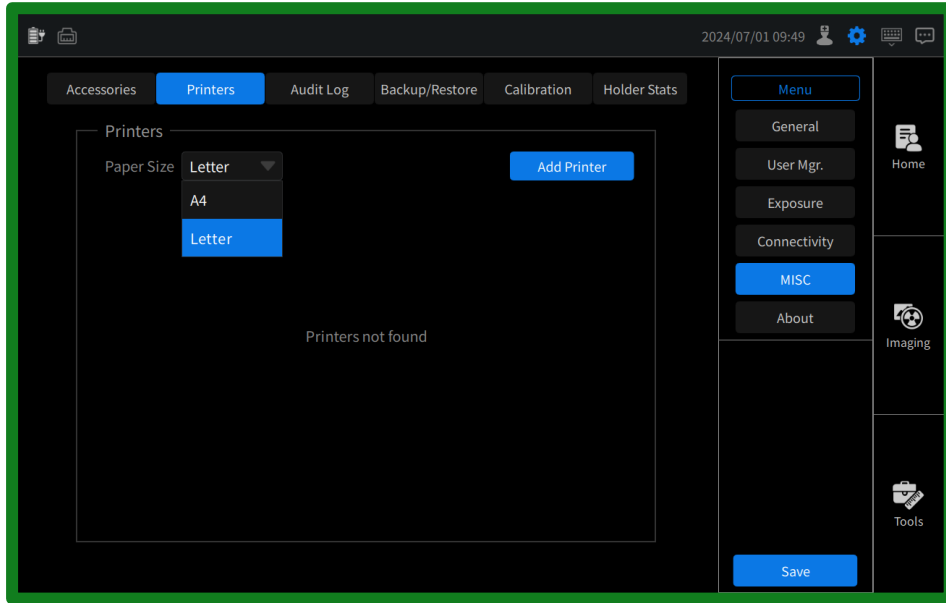 2024/07/01 09:49
Accessories Printers Audit Log Backup/Restore Calibration Holder Stats
Printers
Paper Size Letter Add Printer
A4
Letter
Printers not found
Menu
General
User Mgr.
Exposure
Connectivity
MISC
About
Save
Home
Imaging
Tools